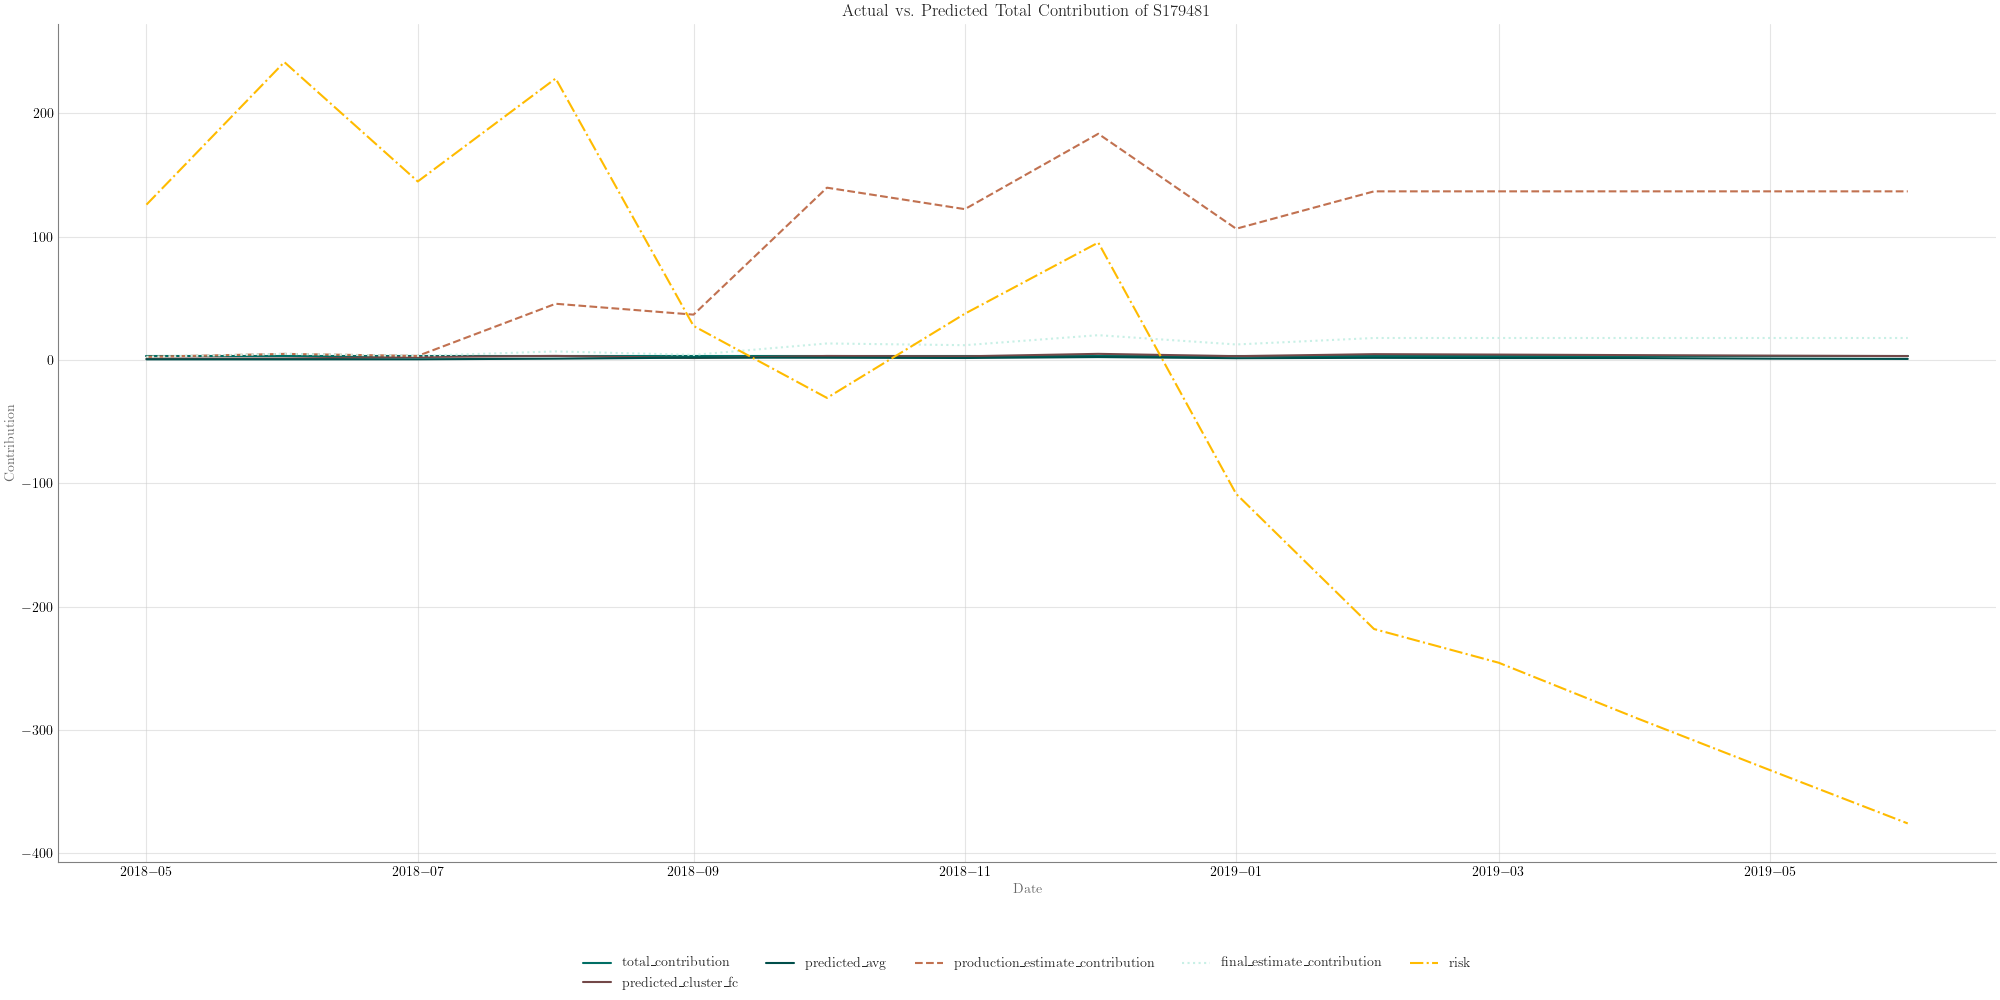 Actual vs. Predicted Total Contribution of S179481
200
100
0
−100
−200
−300
−400
Contribution
2018−05 2018−07 2018−09 2018−11 2019−01 2019−03 2019−05
Date
total_contribution predicted_avg production_estimate_contribution final_estimate_contribution risk
predicted_cluster_fc